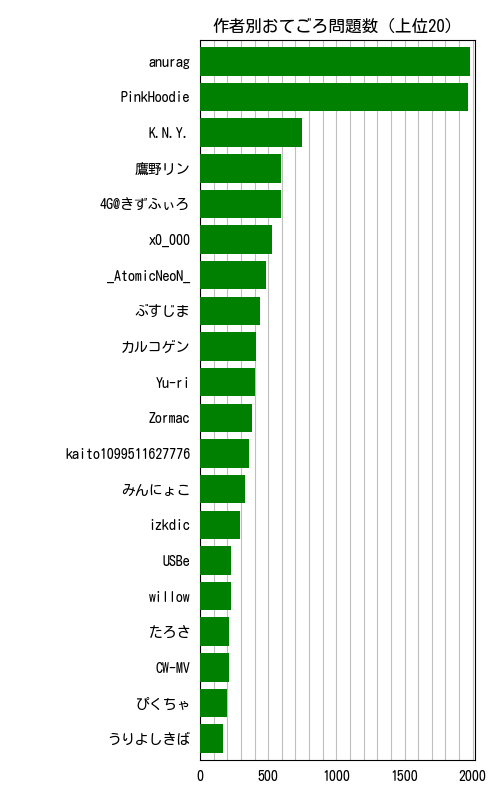 作者別おてごろ問題数（上位20）
anurag
PinkHoodie
K.N.Y.
鷹野リン
4G@きずふぃろ
x0_000
_AtomicNeoN_
ぶすじま
カルコゲン
Yu-ri
Zormac
kaito1099511627776
みんにょこ
izkdic
USBe
willow
たろさ
CW-MV
ぴくちゃ
うりよしきば
0 500 1000 1500 2000